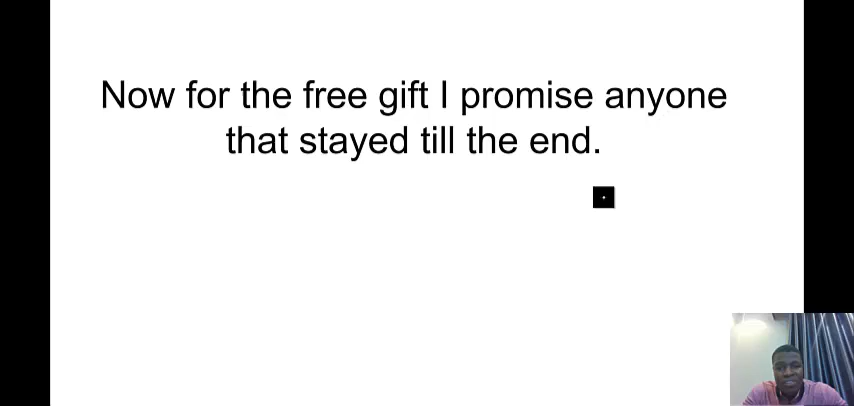 Now for the free gift I promise anyone
that stayed till the end.